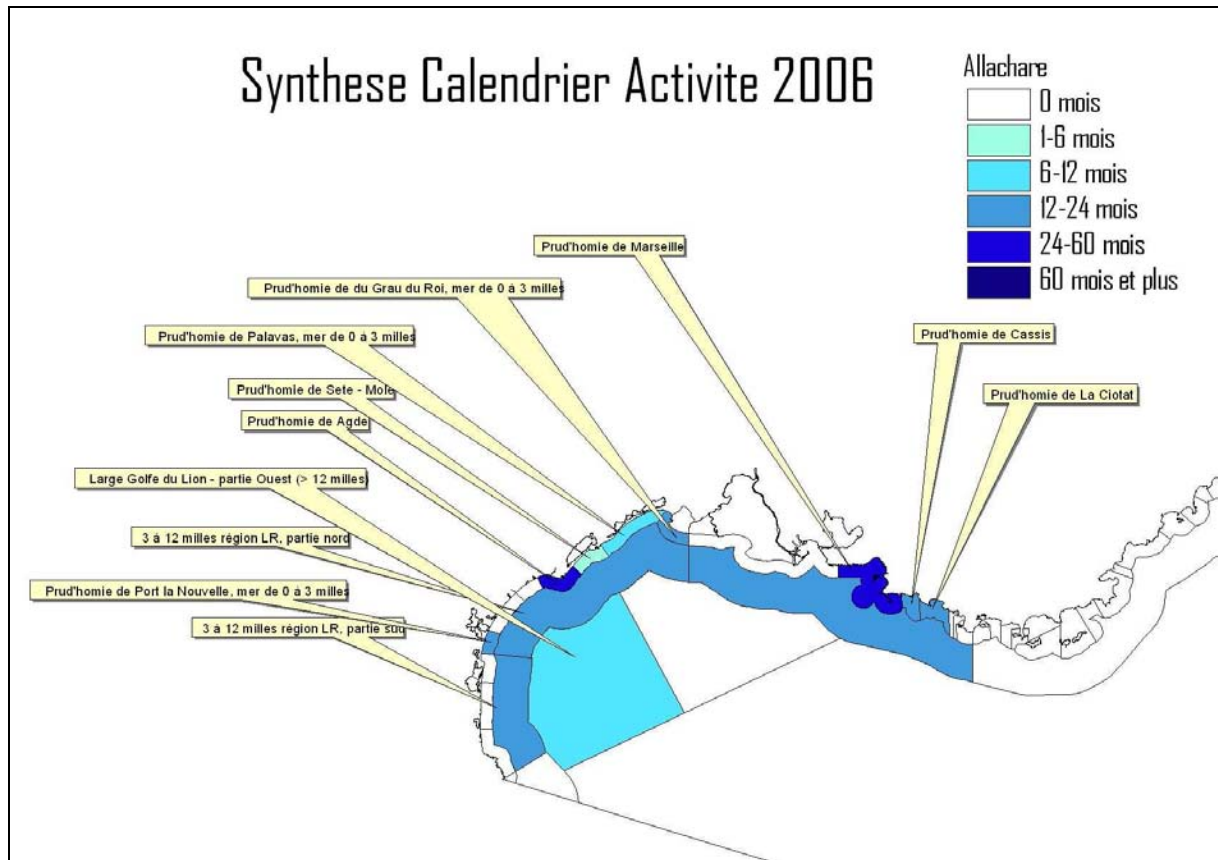 Synthese Calendrier Activite 2006
Allachare
0 mois
1-6 mois
6-12 mois
12-24 mois
24-60 mois
60 mois et plus
Prud'homie de Marseille
Prud'homie de du Grau du Roi, mer de 0 à 3 milles
Prud'homie de Palavas, mer de 0 à 3 milles
Prud'homie de Cassis
Prud'homie de Sete - Mole
Prud'homie de La Ciotat
Prud'homie de Agde
Large Golfe du Lion - partie Ouest (> 12 milles)
3 à 12 milles région LR, partie nord
Prud'homie de Port la Nouvelle, mer de 0 à 3 milles
3 à 12 milles région LR, partie sud